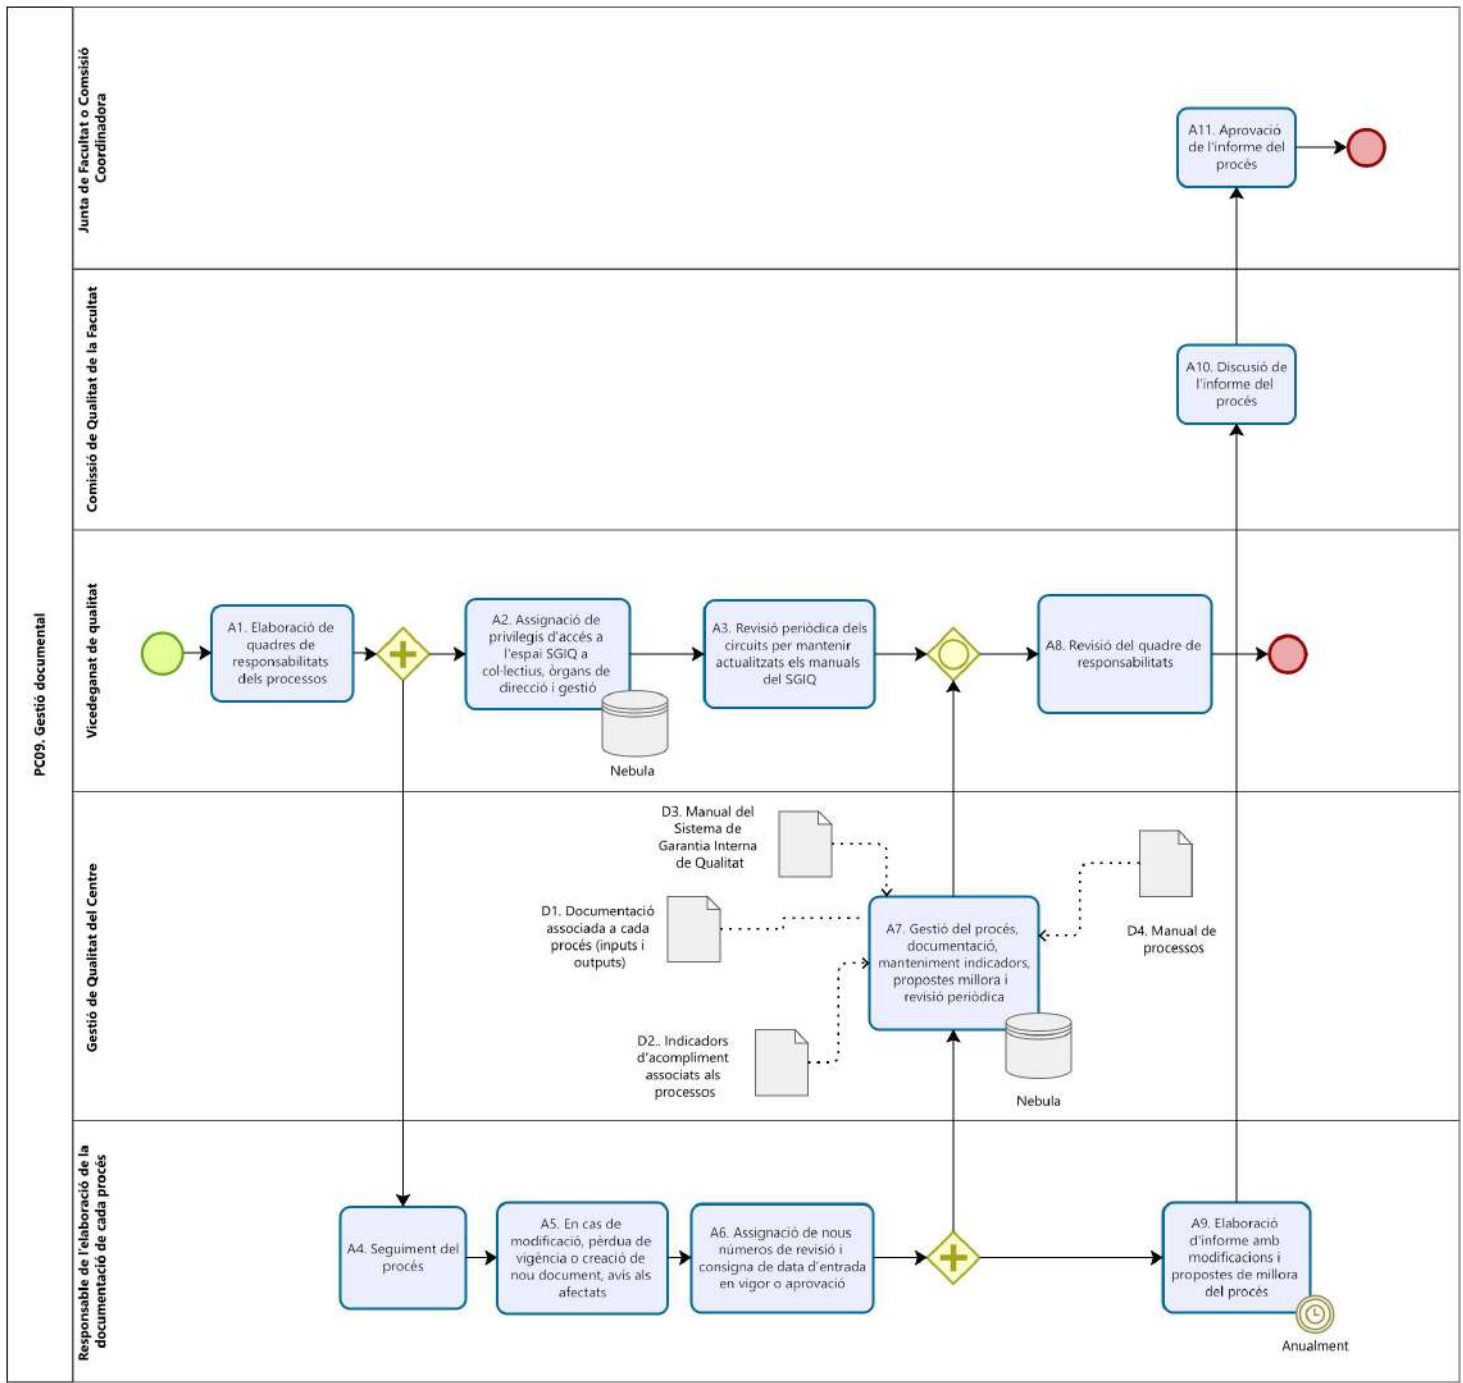 PC09. Gestió documental
Junta de Facultat o Comsisió
Coordinadora
A11. Aprovació
de l'informe del
procés
Comissió de Qualitat de la Facultat
A10. Discusió de
l'informe del
procés
Vicedeganat de qualitat
A1. Elaboració de
quadres de
responsabilitats
dels processos
A2. Assignació de
privilegis d'accés a
l'espai SGIQ a
col·lectius, òrgans de
direcció i gestió
Nebula
A3. Revisió periòdica dels
circuits per mantenir
actualitzats els manuals
del SGIQ
A8. Revisió del quadre de
responsabilitats
Gestió de Qualitat del Centre
D3. Manual del
Sistema de
Garantia Interna
de Qualitat
D1. Documentació
associada a cada
procés (inputs i
outputs)
D2.. Indicadors
d'acompliment
associats als
processos
A7. Gestió del procés,
documentació,
manteniment indicadors,
propostes millora i
revisió periòdica
Nebula
D4. Manual de
processos
Responsable de l'elaboració de la
documentació de cada procés
A4. Seguiment del
procés
A5. En cas de
modificació, pèrdua de
vigència o creació de
nou document, avís als
afectats
A6. Assignació de nous
números de revisió i
consigna de data d'entrada
en vigor o aprovació
A9. Elaboració
d'informe amb
modificacions i
propostes de millora
del procés
Anualment